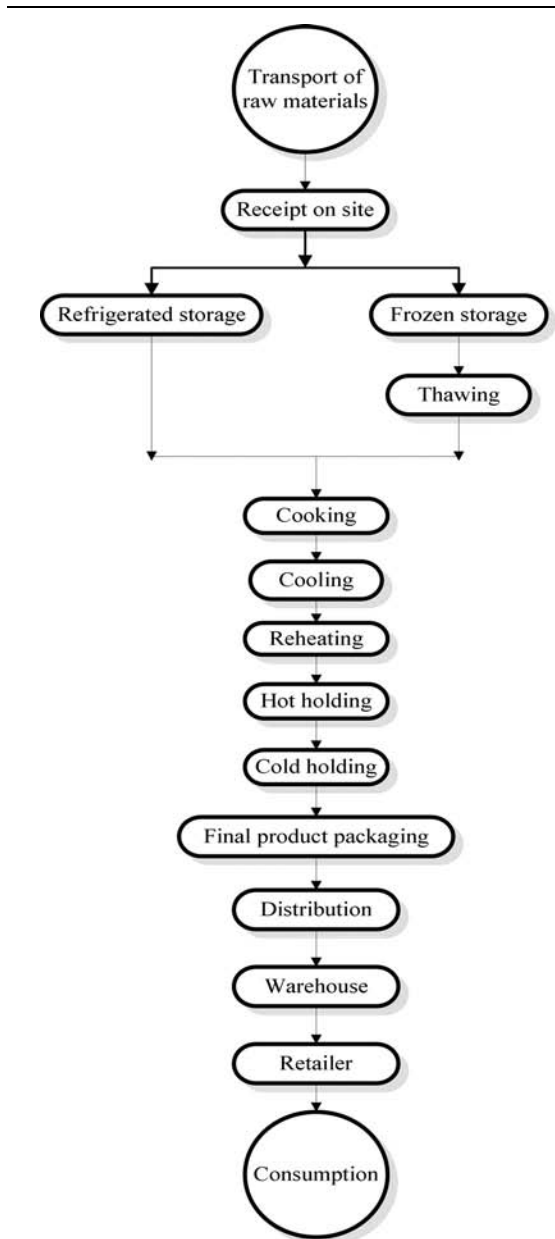 Transport of
raw materials
Receipt on site
Refrigerated storage
Frozen storage
Thawing
Cooking
Cooling
Reheating
Hot holding
Cold holding
Final product packaging
Distribution
Warehouse
Retailer
Consumption